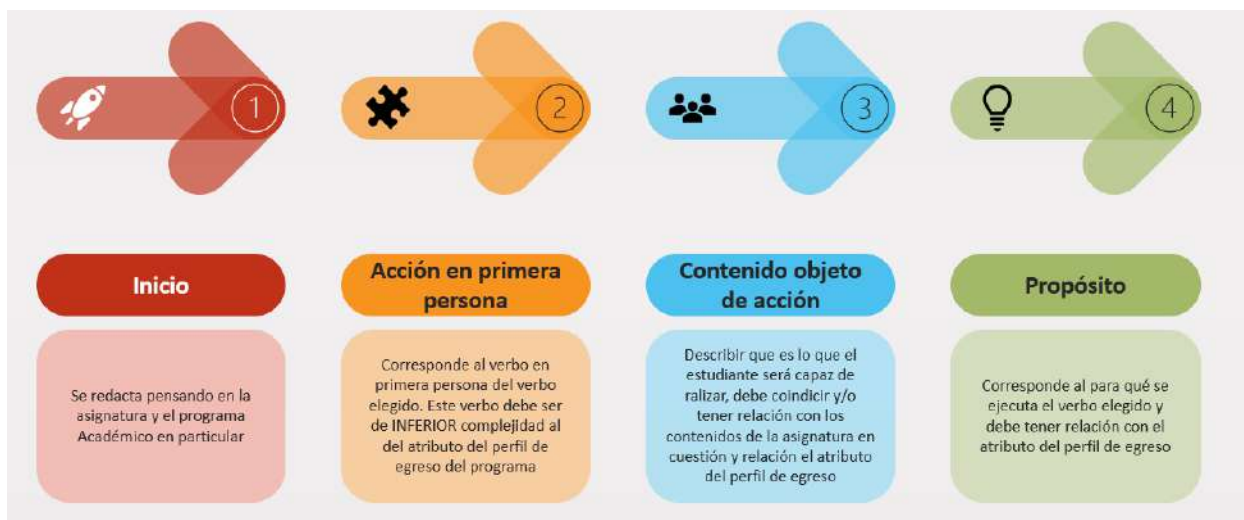 1
2
3
4
Inicio
Acción en primera
persona
Contenido objeto
de acción
Propósito
Se redacta pensando en la
asignatura y el programa
Académico en particular
Corresponde al verbo en
primera persona del verbo
elegido. Este verbo debe ser
de INFERIOR complejidad al
del atributo del perfil de
egreso del programa
Describir que es lo que el
estudiante será capaz de
ralizar, debe coindicir y/o
tener relación con los
contenidos de la asignatura en
cuestión y relación el atributo
del perfil de egreso
Corresponde al para qué se
ejecuta el verbo elegido y
debe tener relación con el
atributo del perfil de egreso